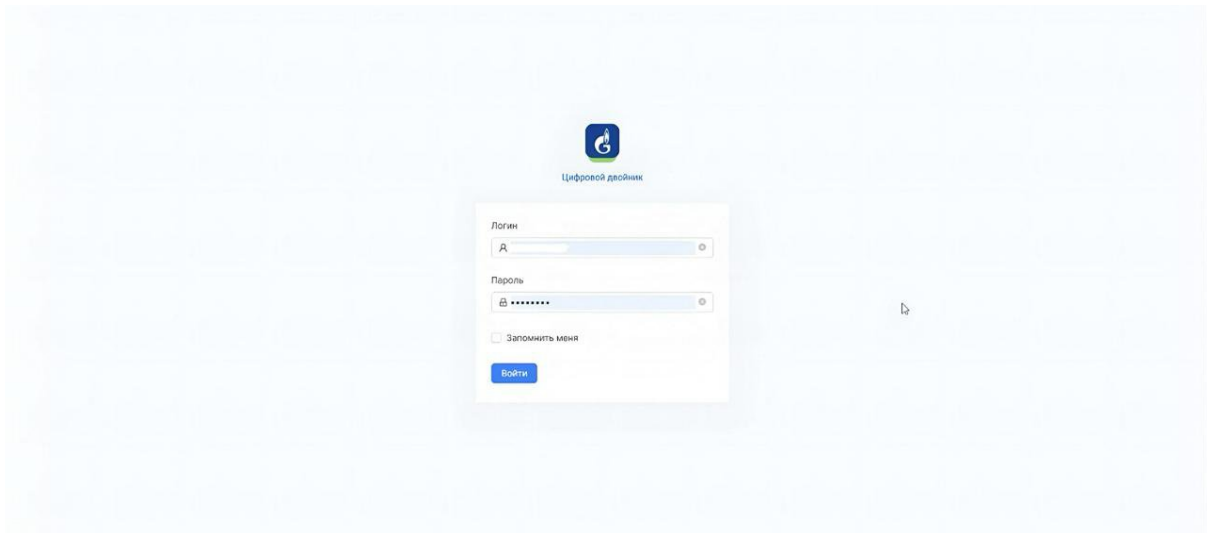 Цифровой двойник
Логин
Пароль
••••••••
Запомнить меня
Войти